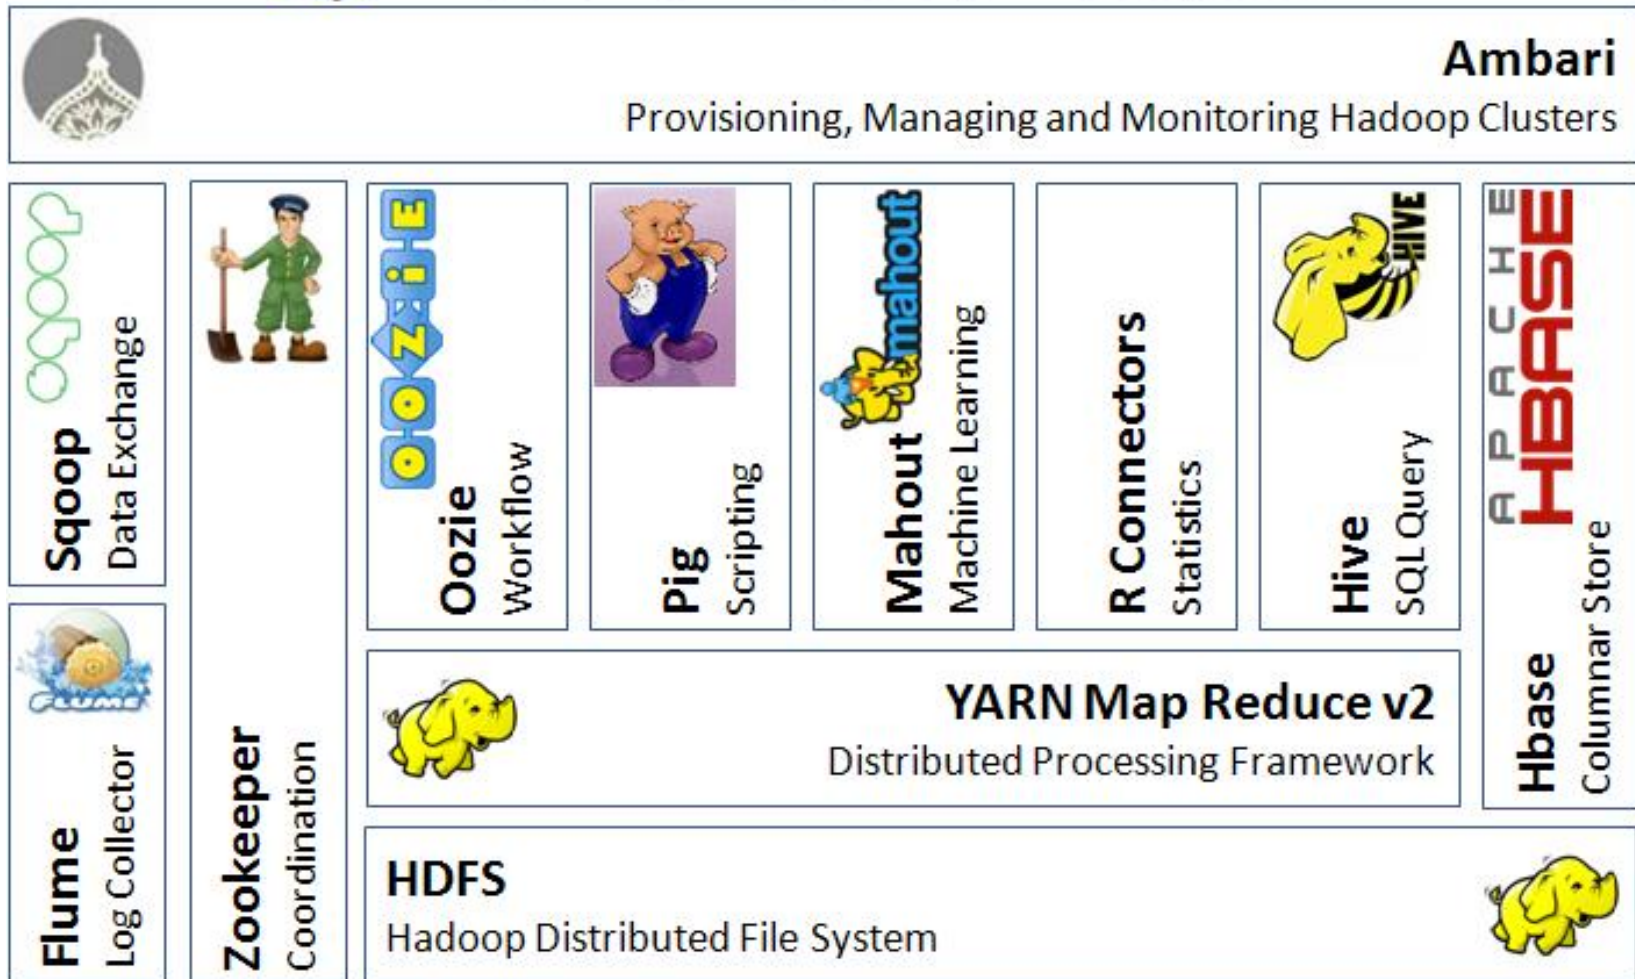 Ambari
Provisioning, Managing and Monitoring Hadoop Clusters
sqoop
Sqoop
Data Exchange
FLUME
Flume
Log Collector
Zookeeper
Coordination
OOZiE
Oozie
Workflow
Pig
Scripting
mahout
Mahout
Machine Learning
R Connectors
Statistics
HIVE
Hive
SQL Query
APACHE
HBASE
Hbase
Columnar Store
YARN Map Reduce v2
Distributed Processing Framework
HDFS
Hadoop Distributed File System